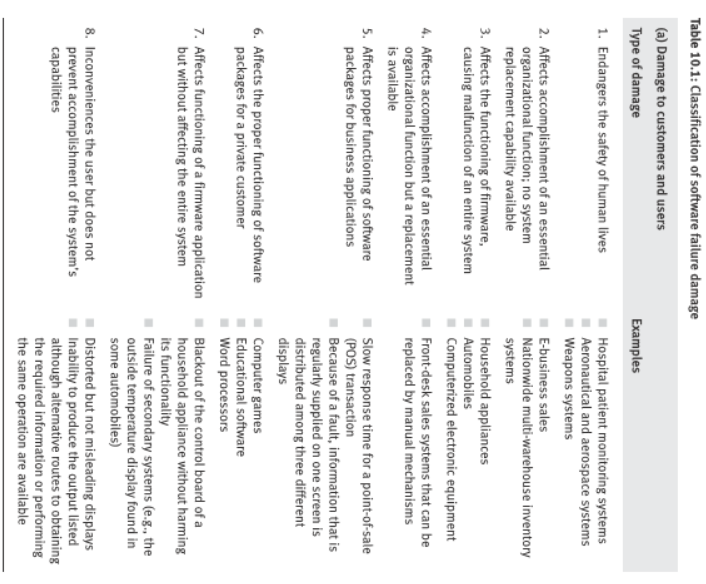 Table 10.1: Classification of software failure damage
(a) Damage to customers and users
Type of damage
Examples
1. Endangers the safety of human lives
Hospital patient monitoring systems
Aeronautical and aerospace systems
Weapons systems
2. Affects accomplishment of an essential
organizational function; no system
replacement capability available
E-business sales
Nationwide multi-warehouse inventory
systems
3. Affects the functioning of firmware,
causing malfunction of an entire system
Household appliances
Automobiles
Computerized electronic equipment
4. Affects accomplishment of an essential
organizational function but a replacement
is available
Front-desk sales systems that can be
replaced by manual mechanisms
5. Affects proper functioning of software
packages for business applications
Slow response time for a point-of-sale
(POS) transaction
Because of a fault, information that is
regularly supplied on one screen is
distributed among three different
displays
6. Affects the proper functioning of software
packages for a private customer
Computer games
Educational software
Word processors
7. Affects functioning of a firmware application
but without affecting the entire system
Blackout of the control board of a
household appliance without harming
its functionality
Failure of secondary systems (e.g., the
outside temperature display found in
some automobiles)
8. Inconveniences the user but does not
prevent accomplishment of the system's
capabilities
Distorted but not misleading displays
Inability to produce the output listed
although alternative routes to obtaining
the required information or performing
the same operation are available